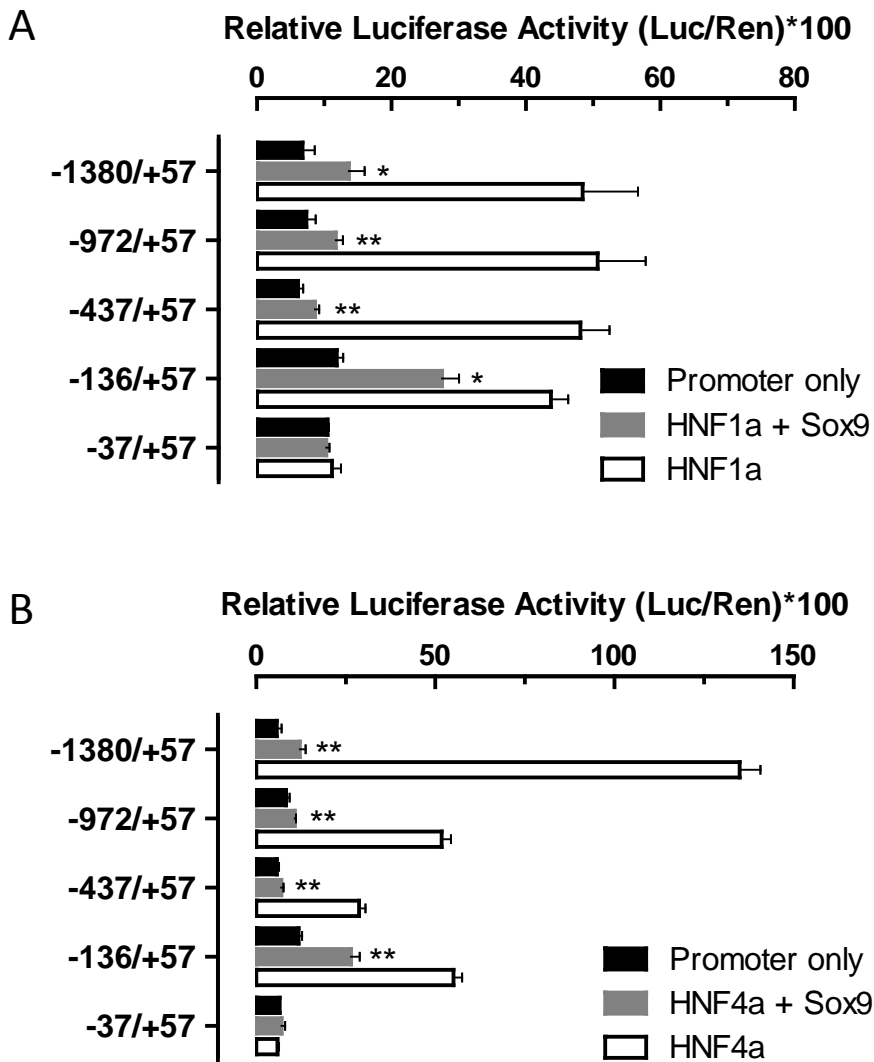 A
Relative Luciferase Activity (Luc/Ren)*100
0 20 40 60 80
-1380/+57 *
-972/+57 **
-437/+57 **
-136/+57 *
-37/+57
Promoter only
HNF1a + Sox9
HNF1a
B
Relative Luciferase Activity (Luc/Ren)*100
0 50 100 150
-1380/+57 **
-972/+57 **
-437/+57 **
-136/+57 **
-37/+57
Promoter only
HNF4a + Sox9
HNF4a